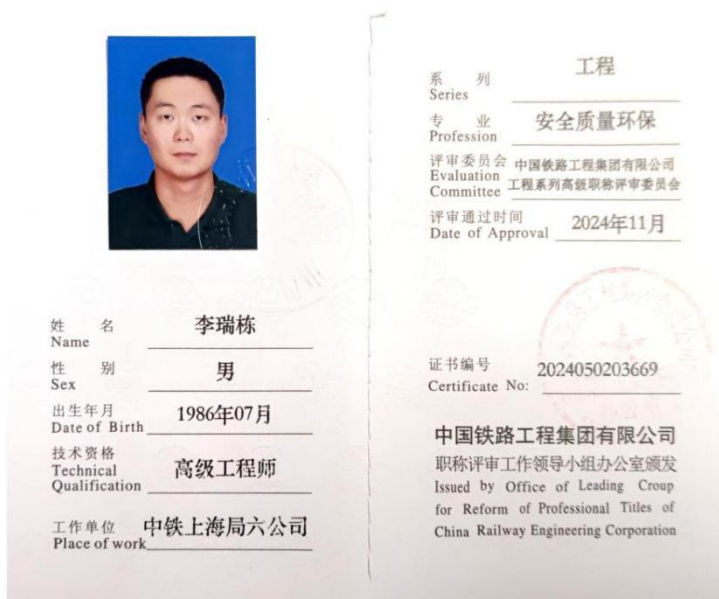 姓 名 李瑞栋
Name
性 别 男
Sex
出生年月 1986年07月
Date of Birth
技术资格
Technical 高级工程师
Qualification
工作单位 中铁上海局六公司
Place of work
系 列 工程
Series
专 业 安全质量环保
Profession
评审委员会 中国铁路工程集团有限公司
Evaluation
Committee 工程系列高级职称评审委员会
评审通过时间 2024年11月
Date of Approval
证书编号 2024050203669
Certificate No:
中国铁路工程集团有限公司
职称评审工作领导小组办公室颁发
Issued by Office of Leading Croup
for Reform of Professional Titles of
China Railway Engineering Corporation